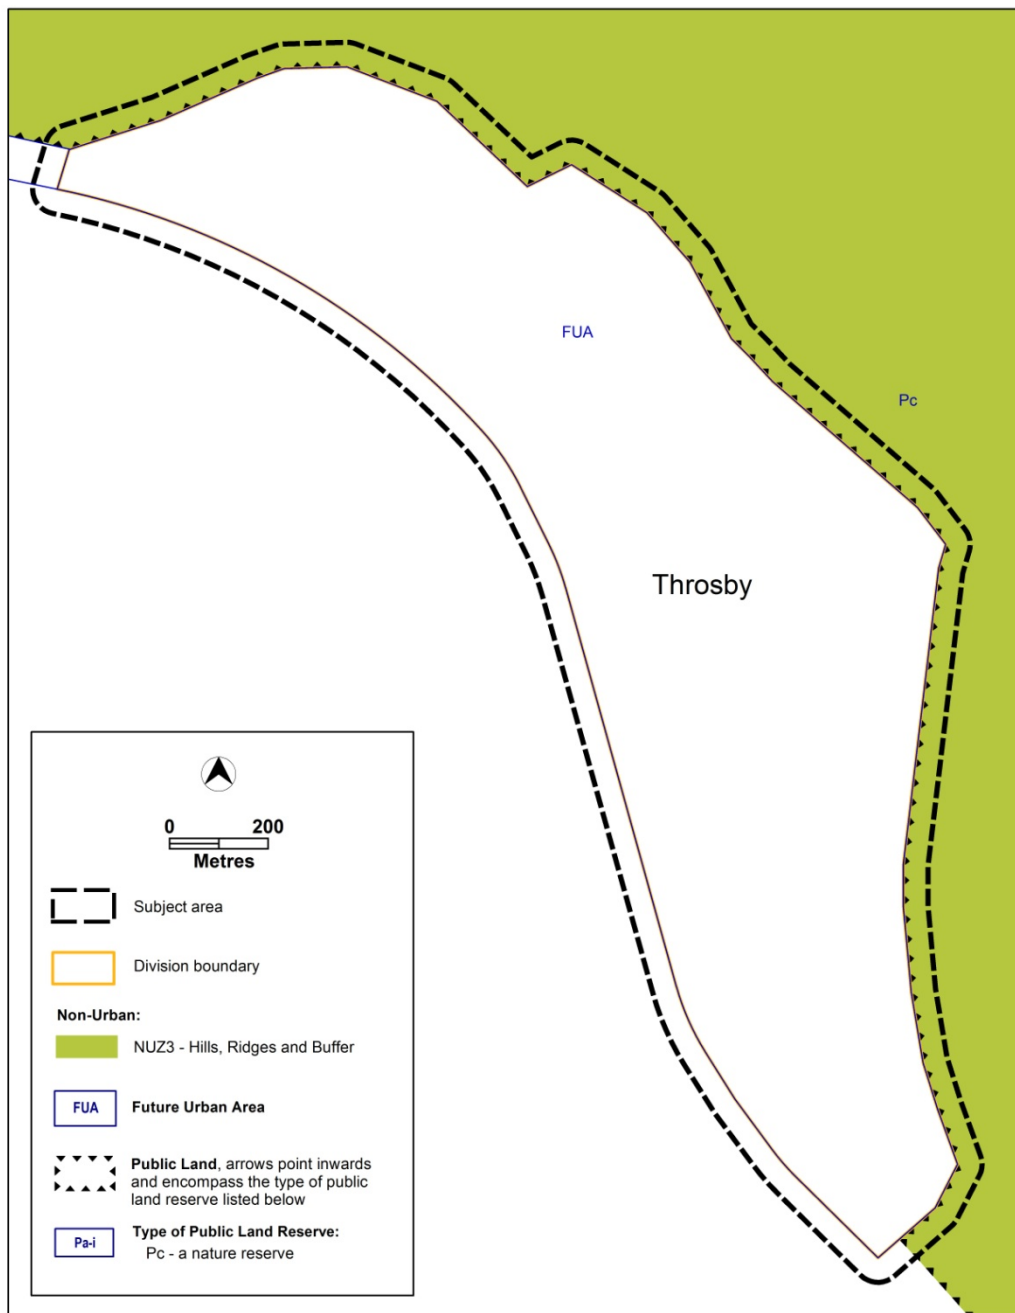 FUA
Pc
Throsby
0 200
Metres
Subject area
Division boundary
Non-Urban:
NUZ3 - Hills, Ridges and Buffer
FUA Future Urban Area
Public Land, arrows point inwards
and encompass the type of public
land reserve listed below
Type of Public Land Reserve:
Pa-i
Pc - a nature reserve